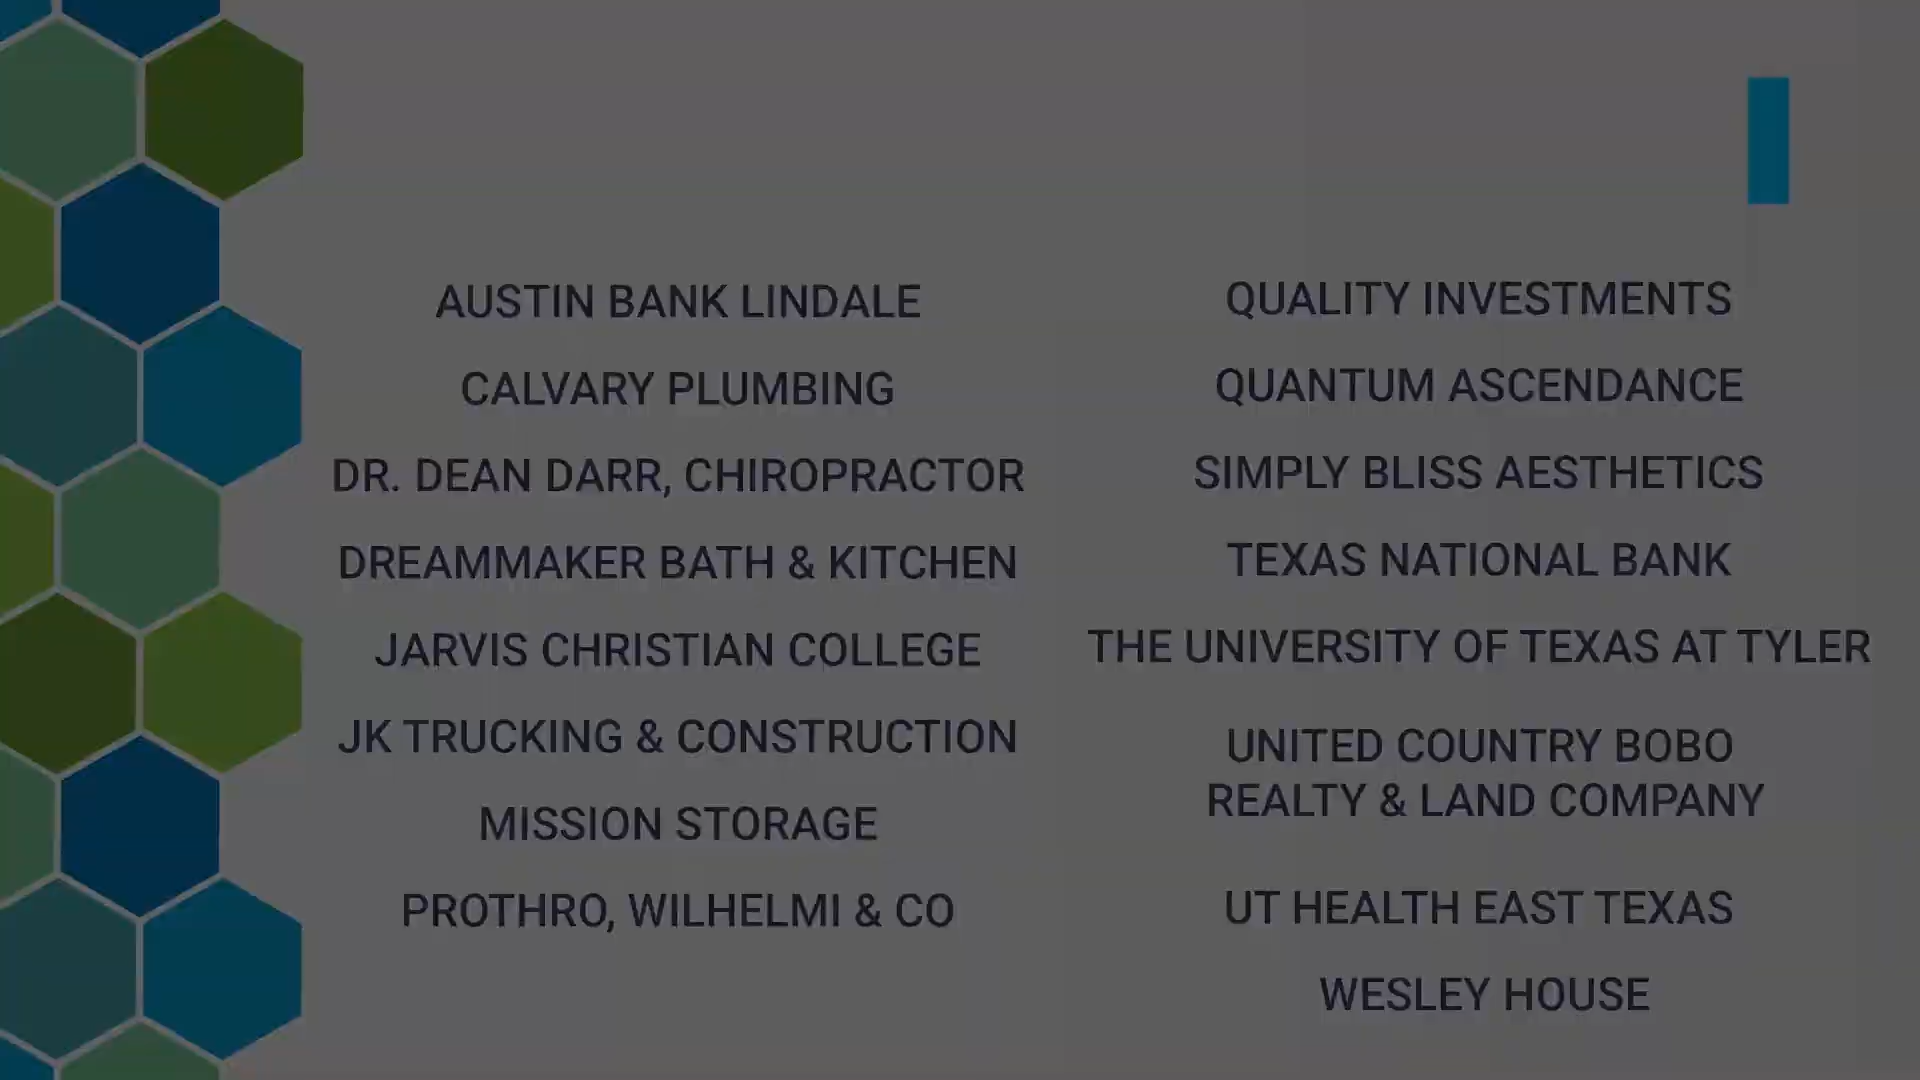 AUSTIN BANK LINDALE
CALVARY PLUMBING
DR. DEAN DARR, CHIROPRACTOR
DREAMMAKER BATH & KITCHEN
JARVIS CHRISTIAN COLLEGE
JK TRUCKING & CONSTRUCTION
MISSION STORAGE
PROTHRO, WILHELMI & CO
QUALITY INVESTMENTS
QUANTUM ASCENDANCE
SIMPLY BLISS AESTHETICS
TEXAS NATIONAL BANK
THE UNIVERSITY OF TEXAS AT TYLER
UNITED COUNTRY BOBO
REALTY & LAND COMPANY
UT HEALTH EAST TEXAS
WESLEY HOUSE